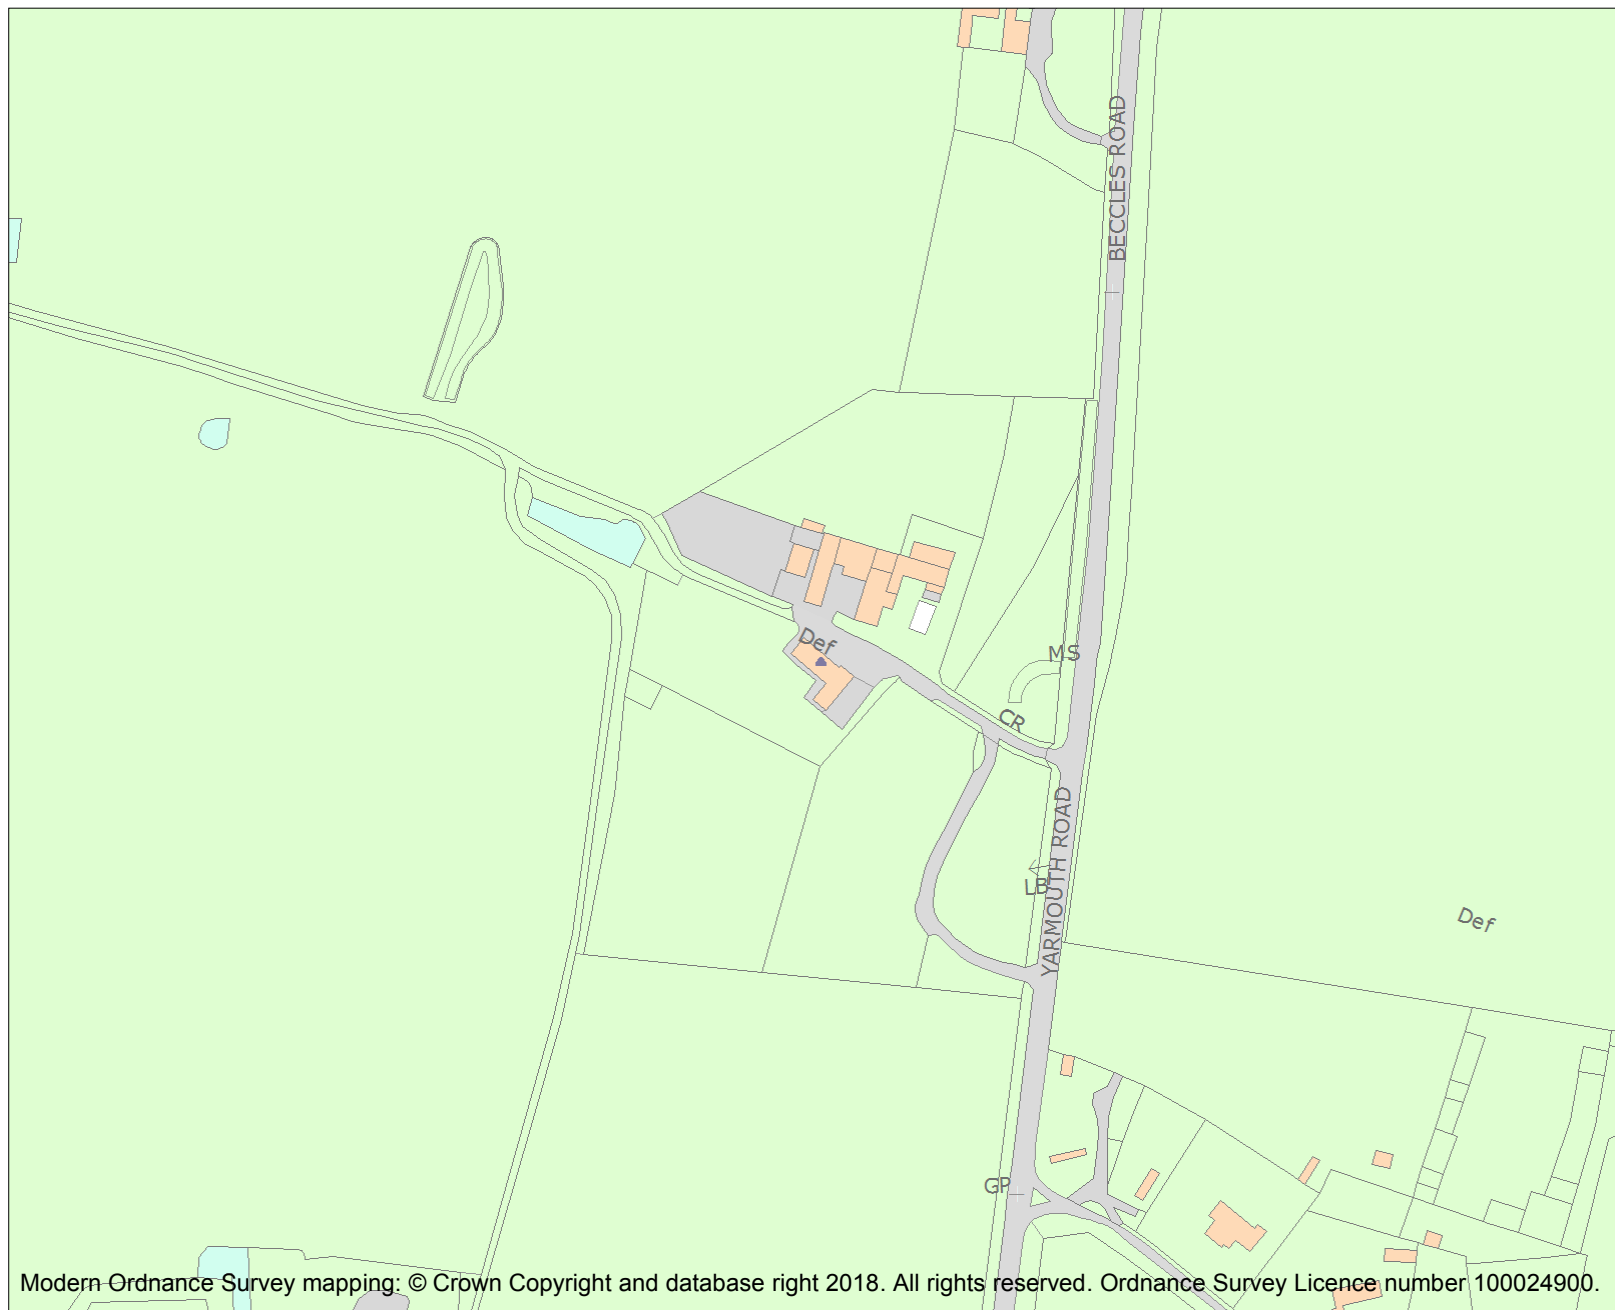 BECCLES ROAD
Def
MS
CR
YARMOUTH ROAD
LB
Def
GP
Modern Ordnance Survey mapping: © Crown Copyright and database right 2018. All rights reserved. Ordnance Survey Licence number 100024900.